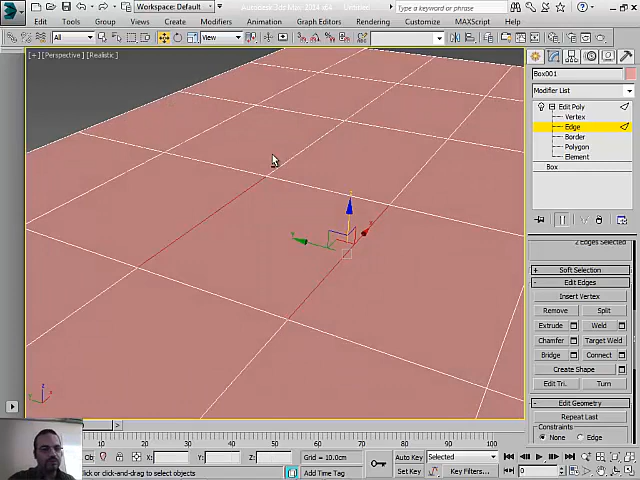 Workspace: Default
Autodesk 3ds Max 2014 x64
Untitled
Type a keyword or phrase
Edit
Tools
Group
Views
Create
Modifiers
Animation
Graph Editors
Rendering
Customize
MAXScript
Help
All
View
[+] [Perspective] [Realistic]
Box001
Modifier List
Edit Poly
Vertex
Edge
Border
Polygon
Element
Box
2 Edges Selected
+ Soft Selection
- Edit Edges
Insert Vertex
Remove
Split
Extrude
Weld
Chamfer
Target Weld
Bridge
Connect
Create Shape
Edit Tri.
Turn
- Edit Geometry
Repeat Last
Constraints
None
Edge
10
20
30
40
50
60
70
80
90
100
Ob
X:
Y:
Z:
Grid = 10.0cm
Auto Key
Selected
click or click-and-drag to select objects
Add Time Tag
Set Key
Key Filters...
0